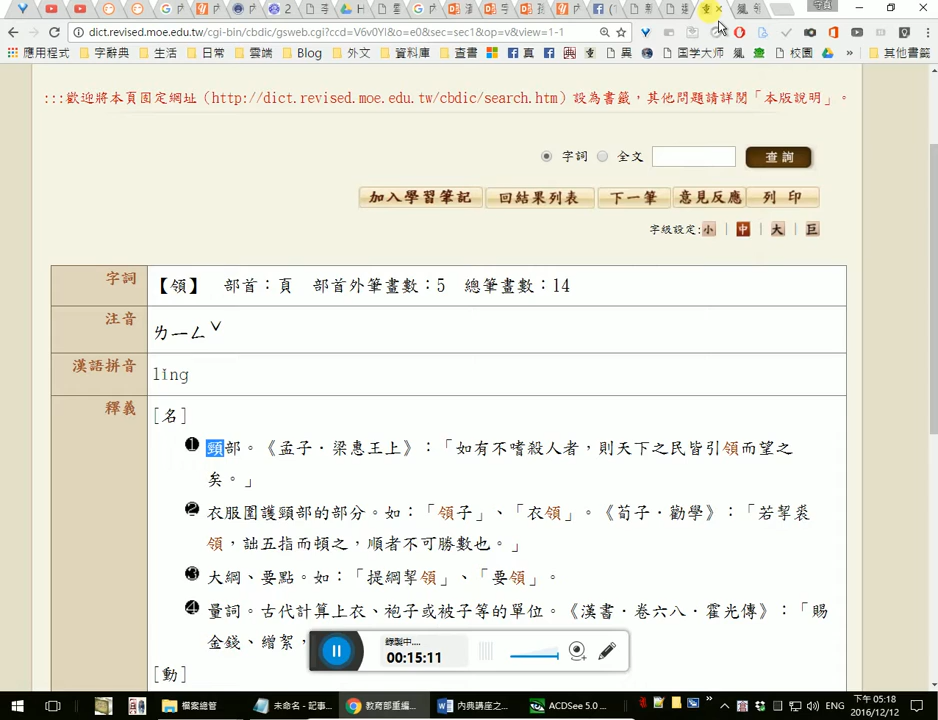 dict.revised.moe.edu.tw/cgi-bin/cbdic/gsweb.cgi?ccd=V6v0Yl&o=e0&sec=sec1&op=v&view=1-1
應用程式 字辭典 生活 日常 雲端 Blog 外文 資料庫 查書 真 典 異 国学大师 校園 其他書籤
:::歡迎將本頁固定網址（http://dict.revised.moe.edu.tw/cbdic/search.htm）設為書籤，其他問題請詳閱「本版說明」。
字詞 全文 查詢
加入學習筆記 回結果列表 下一筆 意見反應 列印
字級設定:小 | 中 | 大 | 巨
字詞 【領】 部首：頁 部首外筆畫數：5 總筆畫數：14
注音 ㄌㄧㄥˇ
漢語拼音 lǐng
釋義 [名]
❶ 頸部。《孟子．梁惠王上》：「如有不嗜殺人者，則天下之民皆引領而望之
矣。」
❷ 衣服圍護頸部的部分。如：「領子」、「衣領」。《荀子．勸學》：「若挈裘
領，詘五指而頓之，順者不可勝數也。」
❸ 大綱、要點。如：「提綱挈領」、「要領」。
❹ 量詞。古代計算上衣、袍子或被子等的單位。《漢書．卷六八．霍光傳》：「賜
金錢、繒絮，
[動]
錄製中....
00:15:11
檔案總管 未命名 - 記事... 教育部重編... 內典講座之... ACDSee 5.0 ... ENG
下午 05:18
2016/12/12